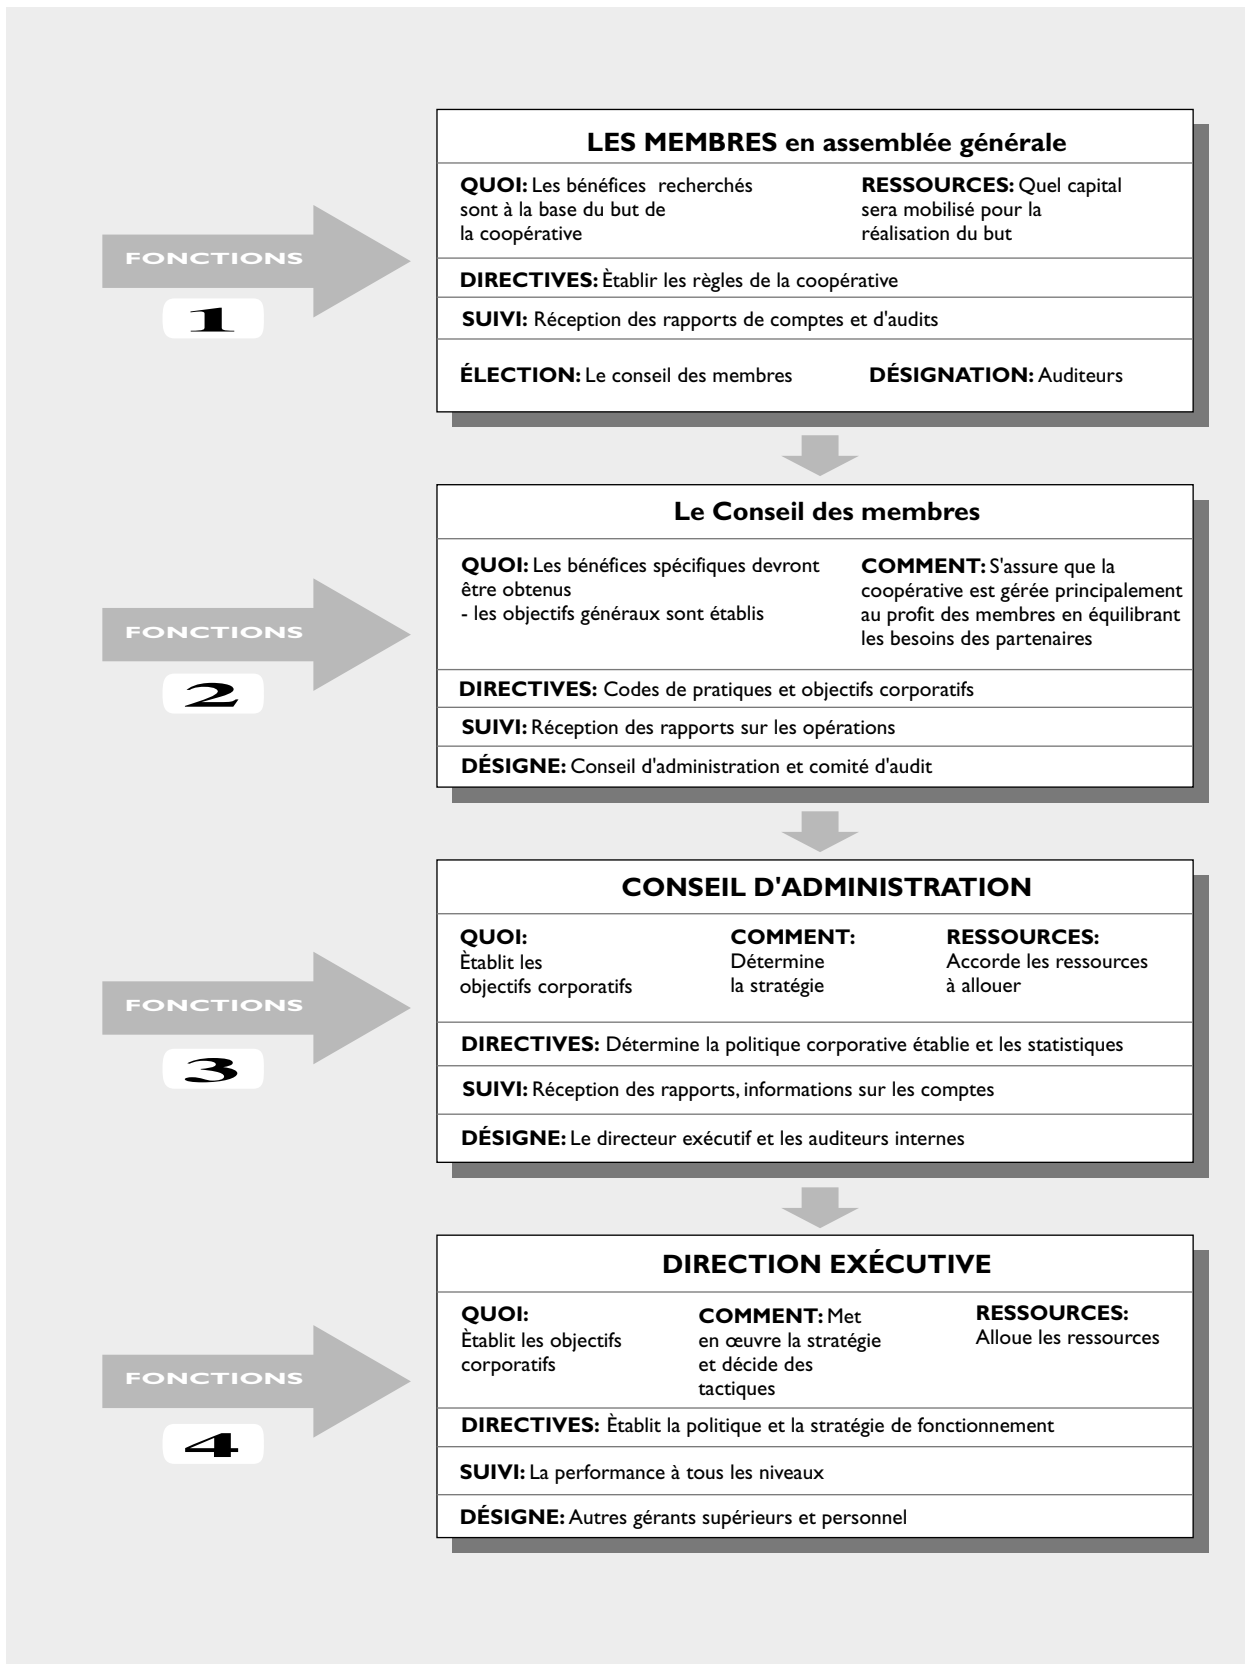 LES MEMBRES en assemblée générale
QUOI: Les bénéfices recherchés
sont à la base du but de
la coopérative
RESSOURCES: Quel capital
sera mobilisé pour la
réalisation du but
FONCTIONS
1
DIRECTIVES: Ètablir les règles de la coopérative
SUIVI: Réception des rapports de comptes et d'audits
ÉLECTION: Le conseil des membres
DÉSIGNATION: Auditeurs
Le Conseil des membres
QUOI: Les bénéfices spécifiques devront
être obtenus
- les objectifs généraux sont établis
COMMENT: S'assure que la
coopérative est gérée principalement
au profit des membres en équilibrant
les besoins des partenaires
FONCTIONS
2
DIRECTIVES: Codes de pratiques et objectifs corporatifs
SUIVI: Réception des rapports sur les opérations
DÉSIGNE: Conseil d'administration et comité d'audit
CONSEIL D'ADMINISTRATION
QUOI:
Ètablit les
objectifs corporatifs
COMMENT:
Détermine
la stratégie
RESSOURCES:
Accorde les ressources
à allouer
FONCTIONS
3
DIRECTIVES: Détermine la politique corporative établie et les statistiques
SUIVI: Réception des rapports, informations sur les comptes
DÉSIGNE: Le directeur exécutif et les auditeurs internes
DIRECTION EXÉCUTIVE
QUOI:
Ètablit les objectifs
corporatifs
COMMENT: Met
en œuvre la stratégie
et décide des
tactiques
RESSOURCES:
Alloue les ressources
FONCTIONS
4
DIRECTIVES: Ètablit la politique et la stratégie de fonctionnement
SUIVI: La performance à tous les niveaux
DÉSIGNE: Autres gérants supérieurs et personnel